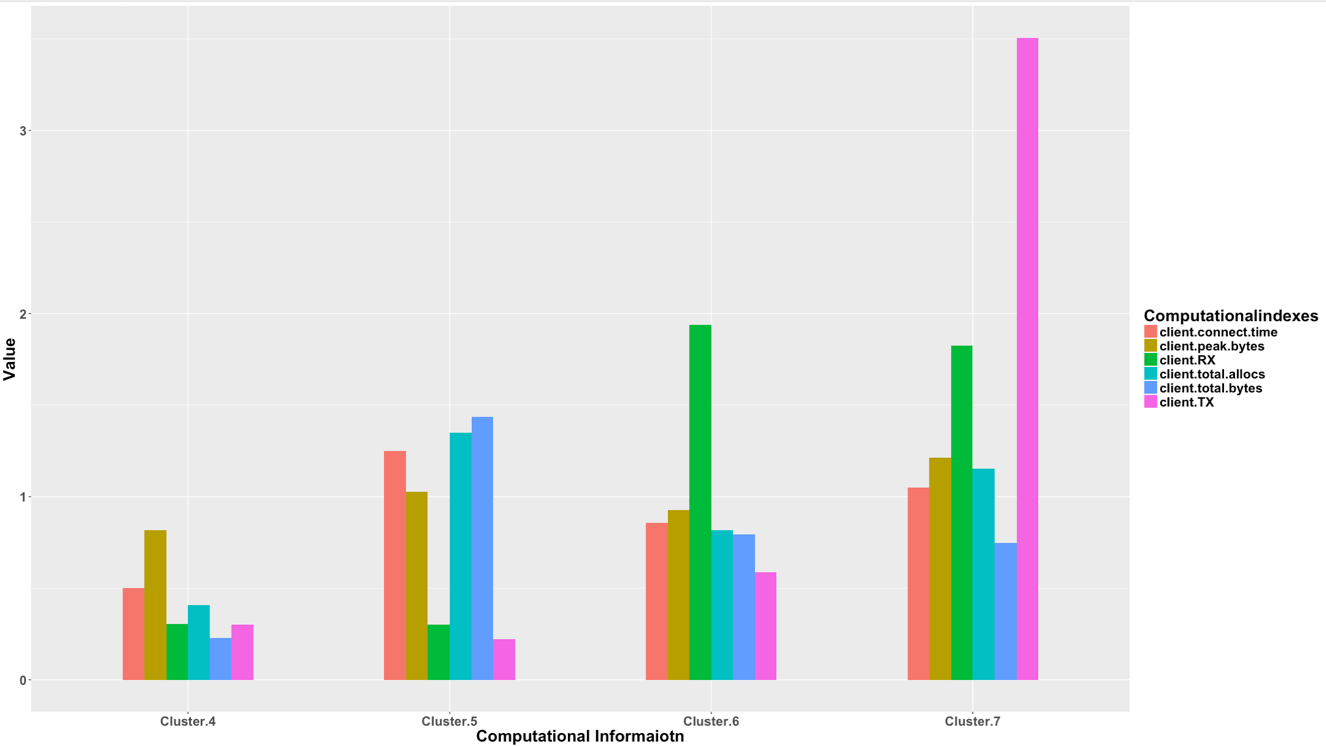 3
2
1
0
Value
Cluster.4 Cluster.5 Cluster.6 Cluster.7
Computational Informaiotn
Computationalindexes
client.connect.time
client.peak.bytes
client.RX
client.total.allocs
client.total.bytes
client.TX